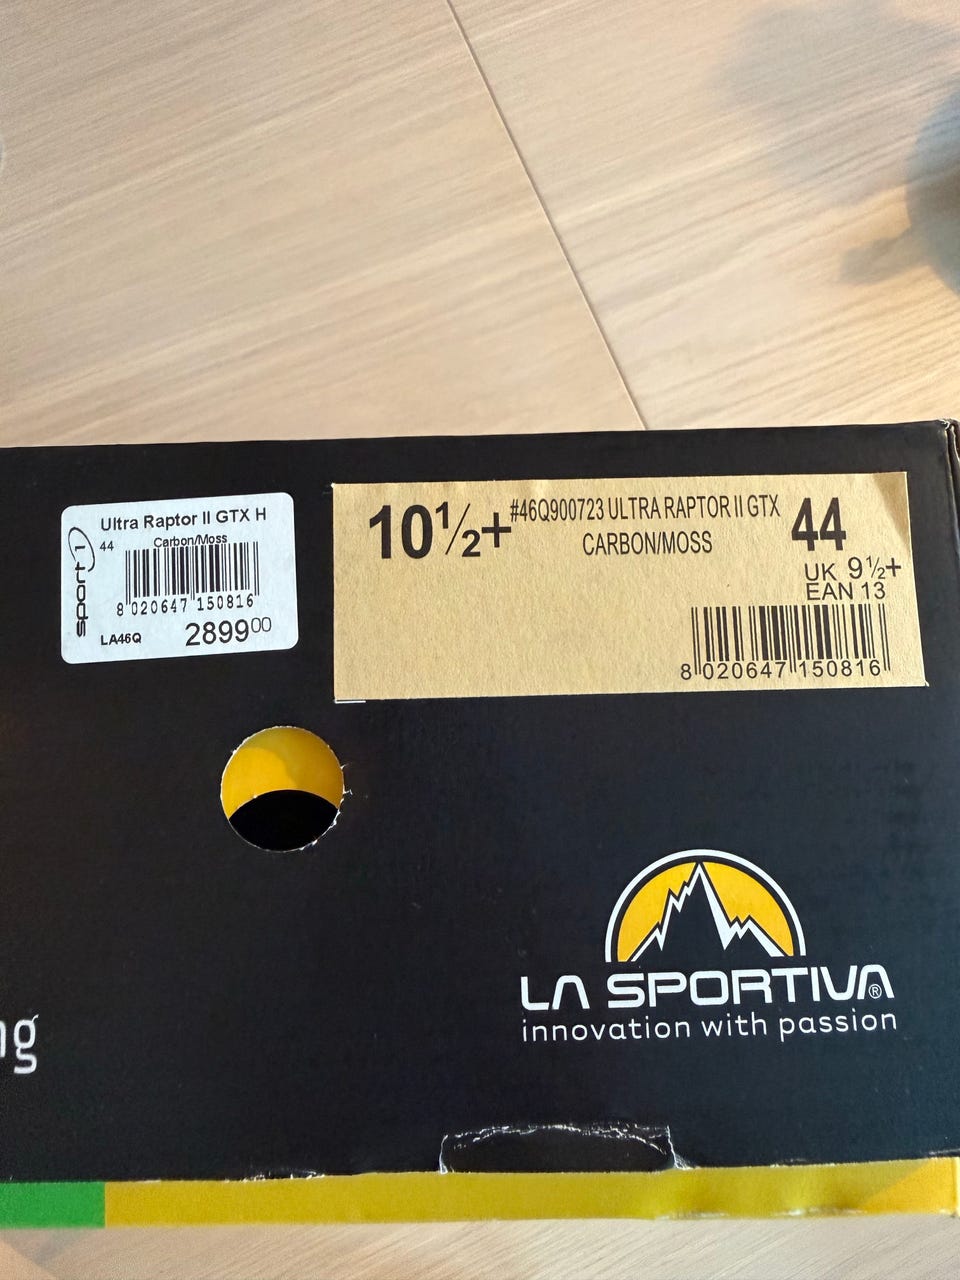 Ultra Raptor II GTX H
44 Carbon/Moss
sport 1
8 020647 150816
LA46Q 2899 00
10½+ #46Q900723 ULTRA RAPTOR II GTX 44
CARBON/MOSS
UK 9½+
EAN 13
8 020647 150816
LA SPORTIVA®
innovation with passion